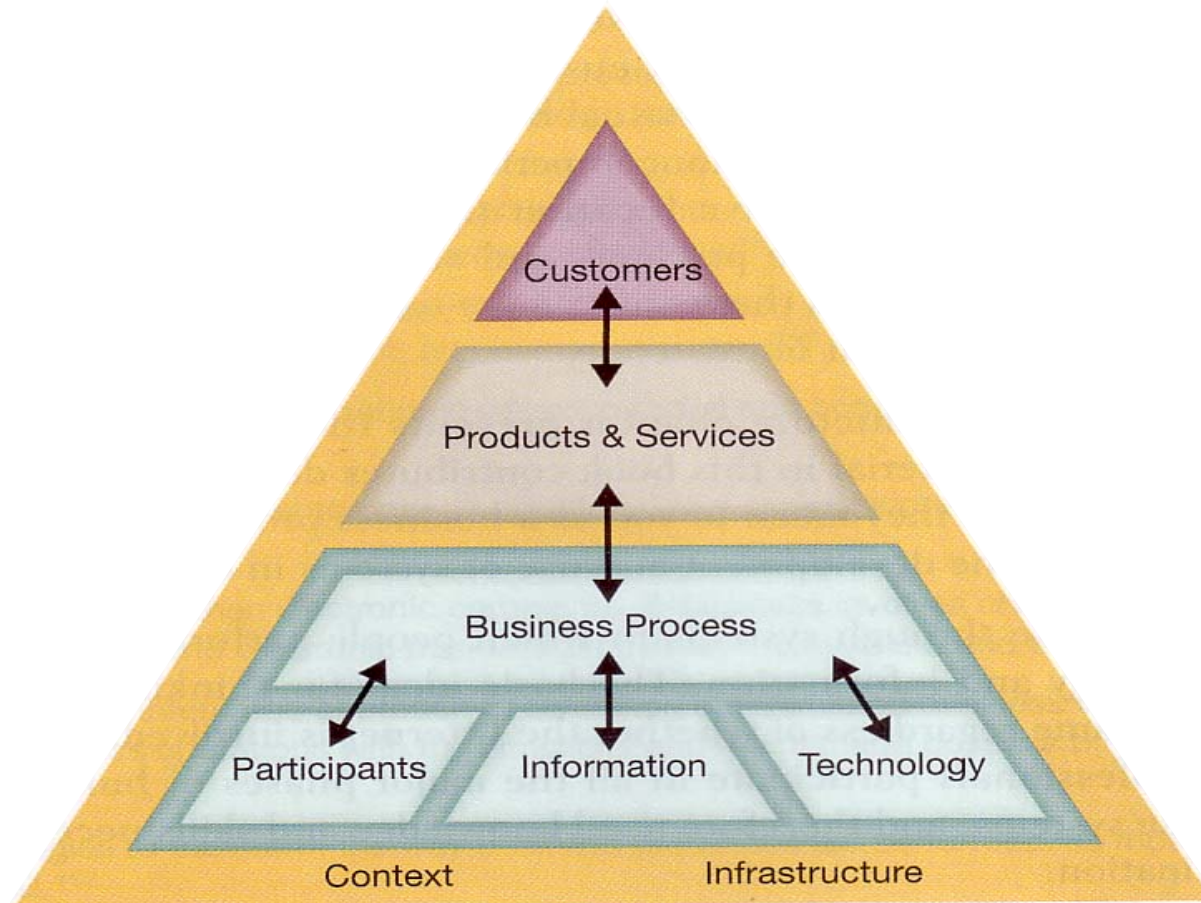 Customers
Products & Services
Business Process
Participants Information Technology
Context Infrastructure